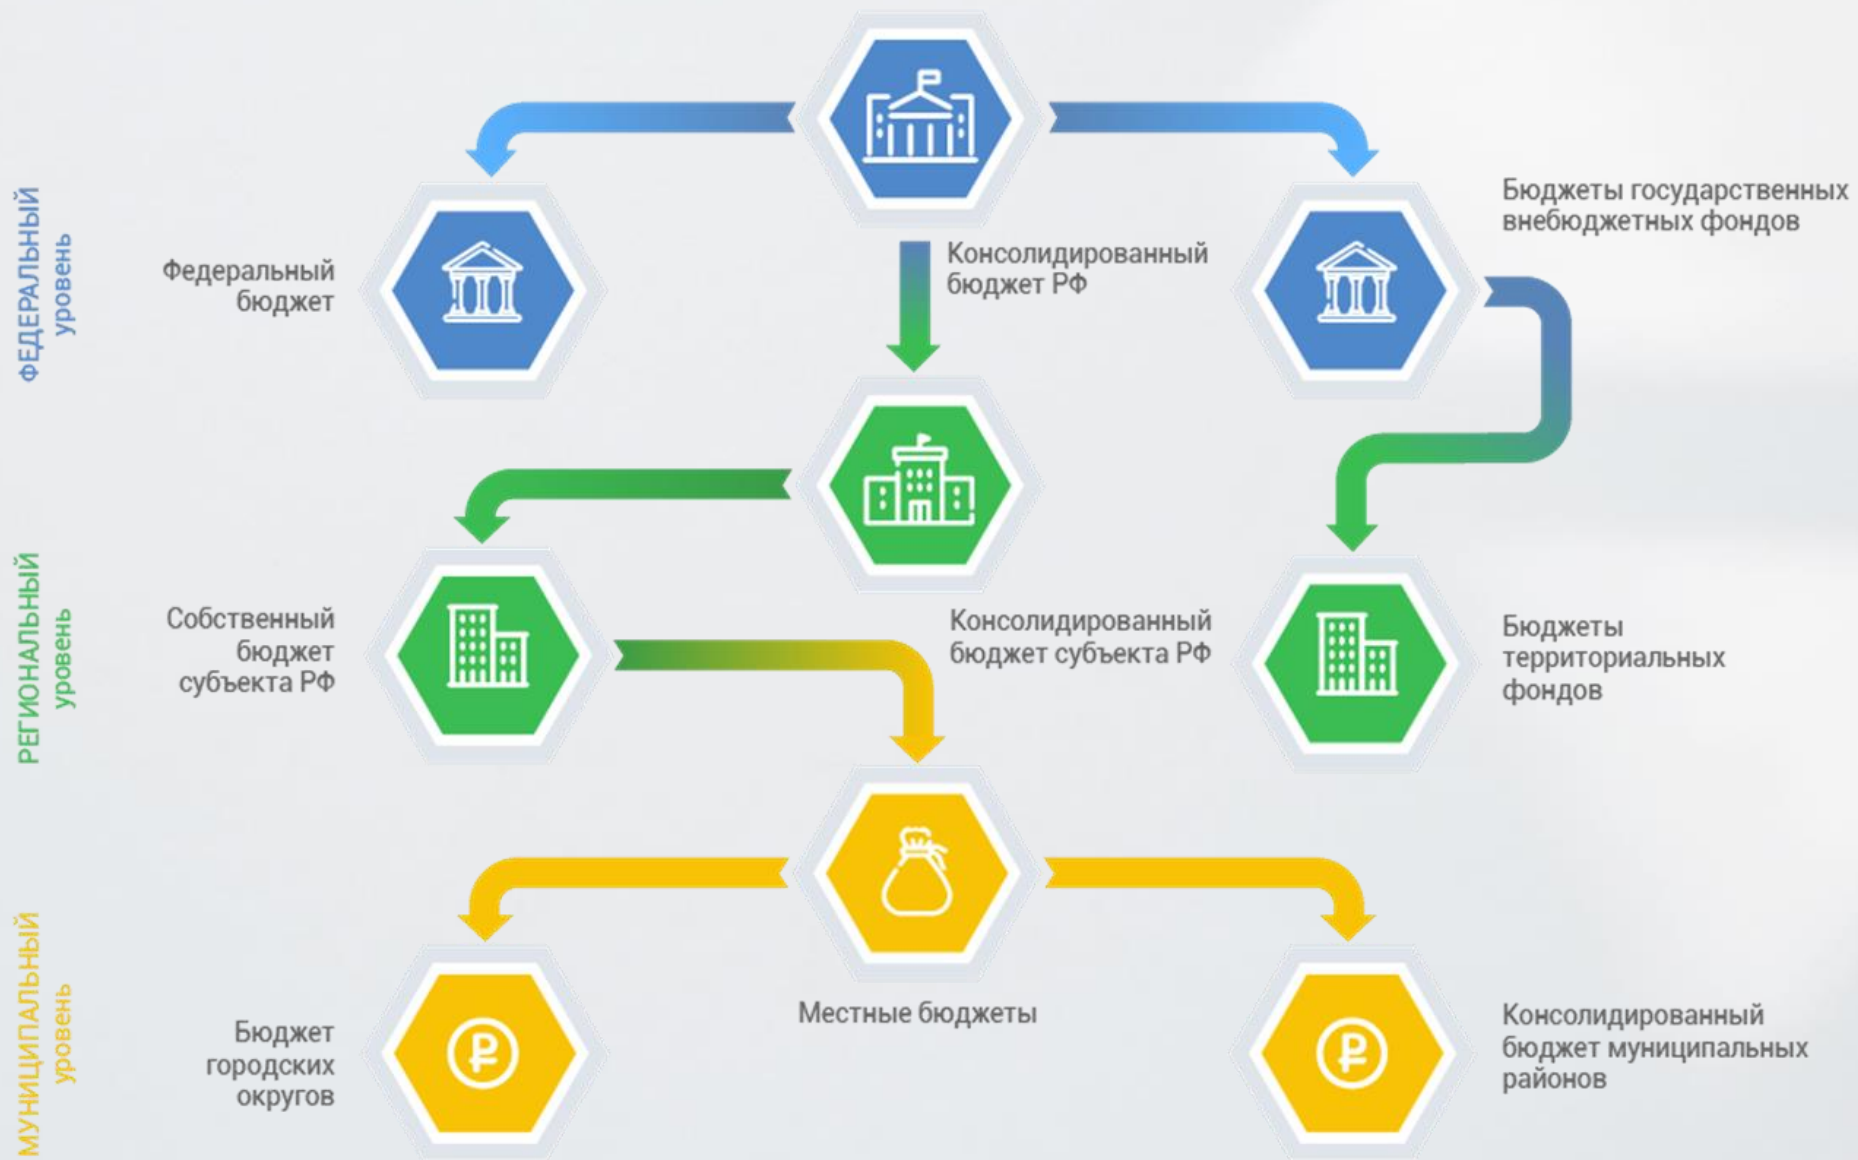 ФЕДЕРАЛЬНЫЙ
уровень
Федеральный
бюджет
Консолидированный
бюджет РФ
Бюджеты государственных
внебюджетных фондов
РЕГИОНАЛЬНЫЙ
уровень
Собственный
бюджет
субъекта РФ
Консолидированный
бюджет субъекта РФ
Бюджеты
территориальных
фондов
МУНИЦИПАЛЬНЫЙ
уровень
Бюджет
городских
округов
Местные бюджеты
Консолидированный
бюджет муниципальных
районов